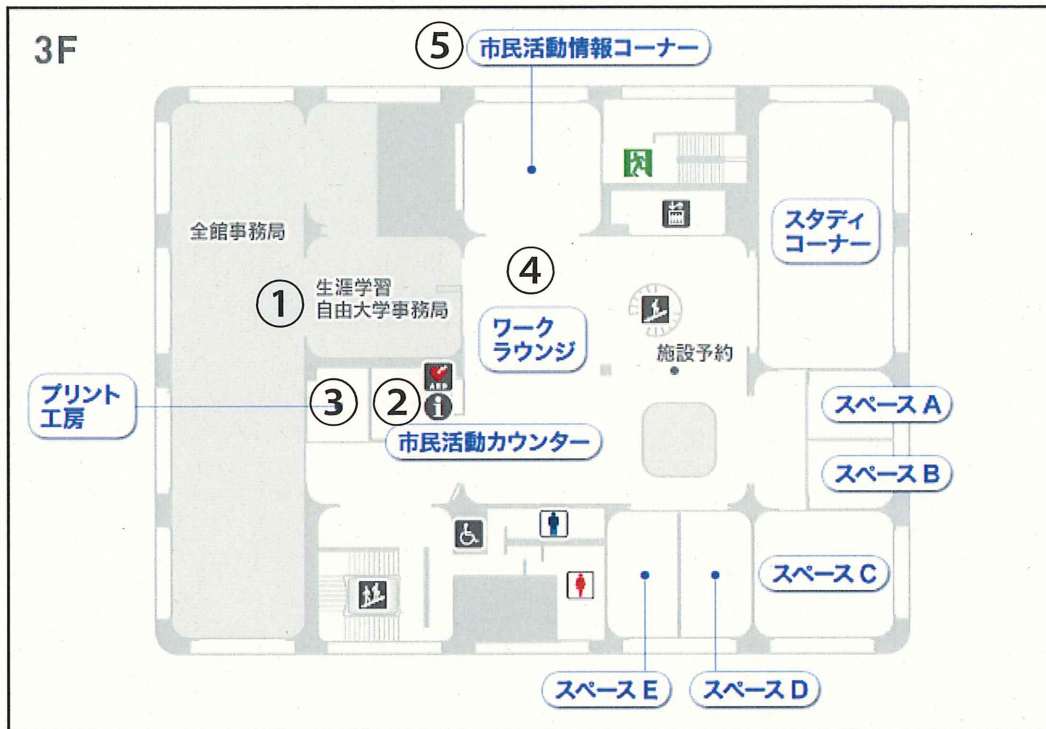 3F
⑤ 市民活動情報コーナー
全館事務局
スタディ
コーナー
① 生涯学習
自由大学事務局
④
ワーク
ラウンジ
施設予約
プリント
工房
③
②
AED
i
市民活動カウンター
スペース A
スペース B
スペース C
スペース E
スペース D